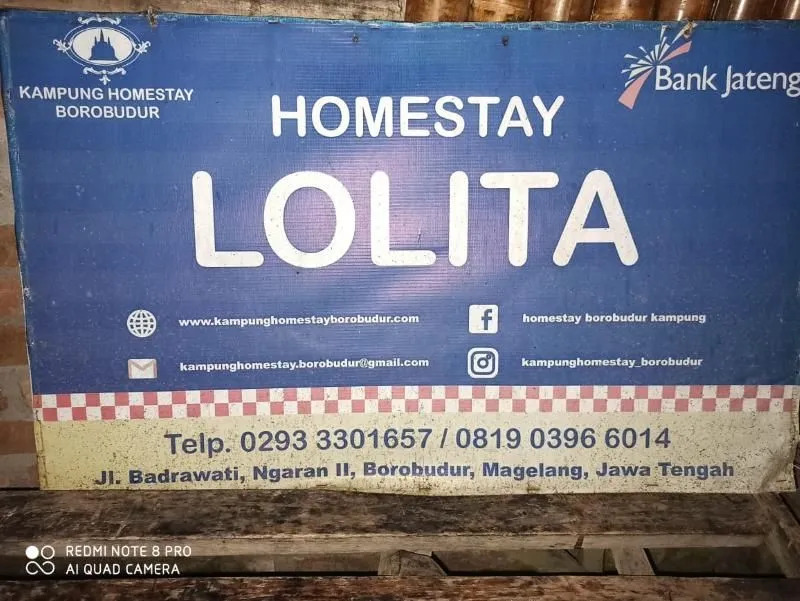 KAMPUNG HOMESTAY
BOROBUDUR
Bank Jateng
HOMESTAY
LOLITA
www.kampunghomestayborobudur.com
homestay borobudur kampung
kampunghomestay.borobudur@gmail.com
kampunghomestay_borobudur
Telp. 0293 3301657 / 0819 0396 6014
Jl. Badrawati, Ngaran II, Borobudur, Magelang, Jawa Tengah
REDMI NOTE 8 PRO
AI QUAD CAMERA